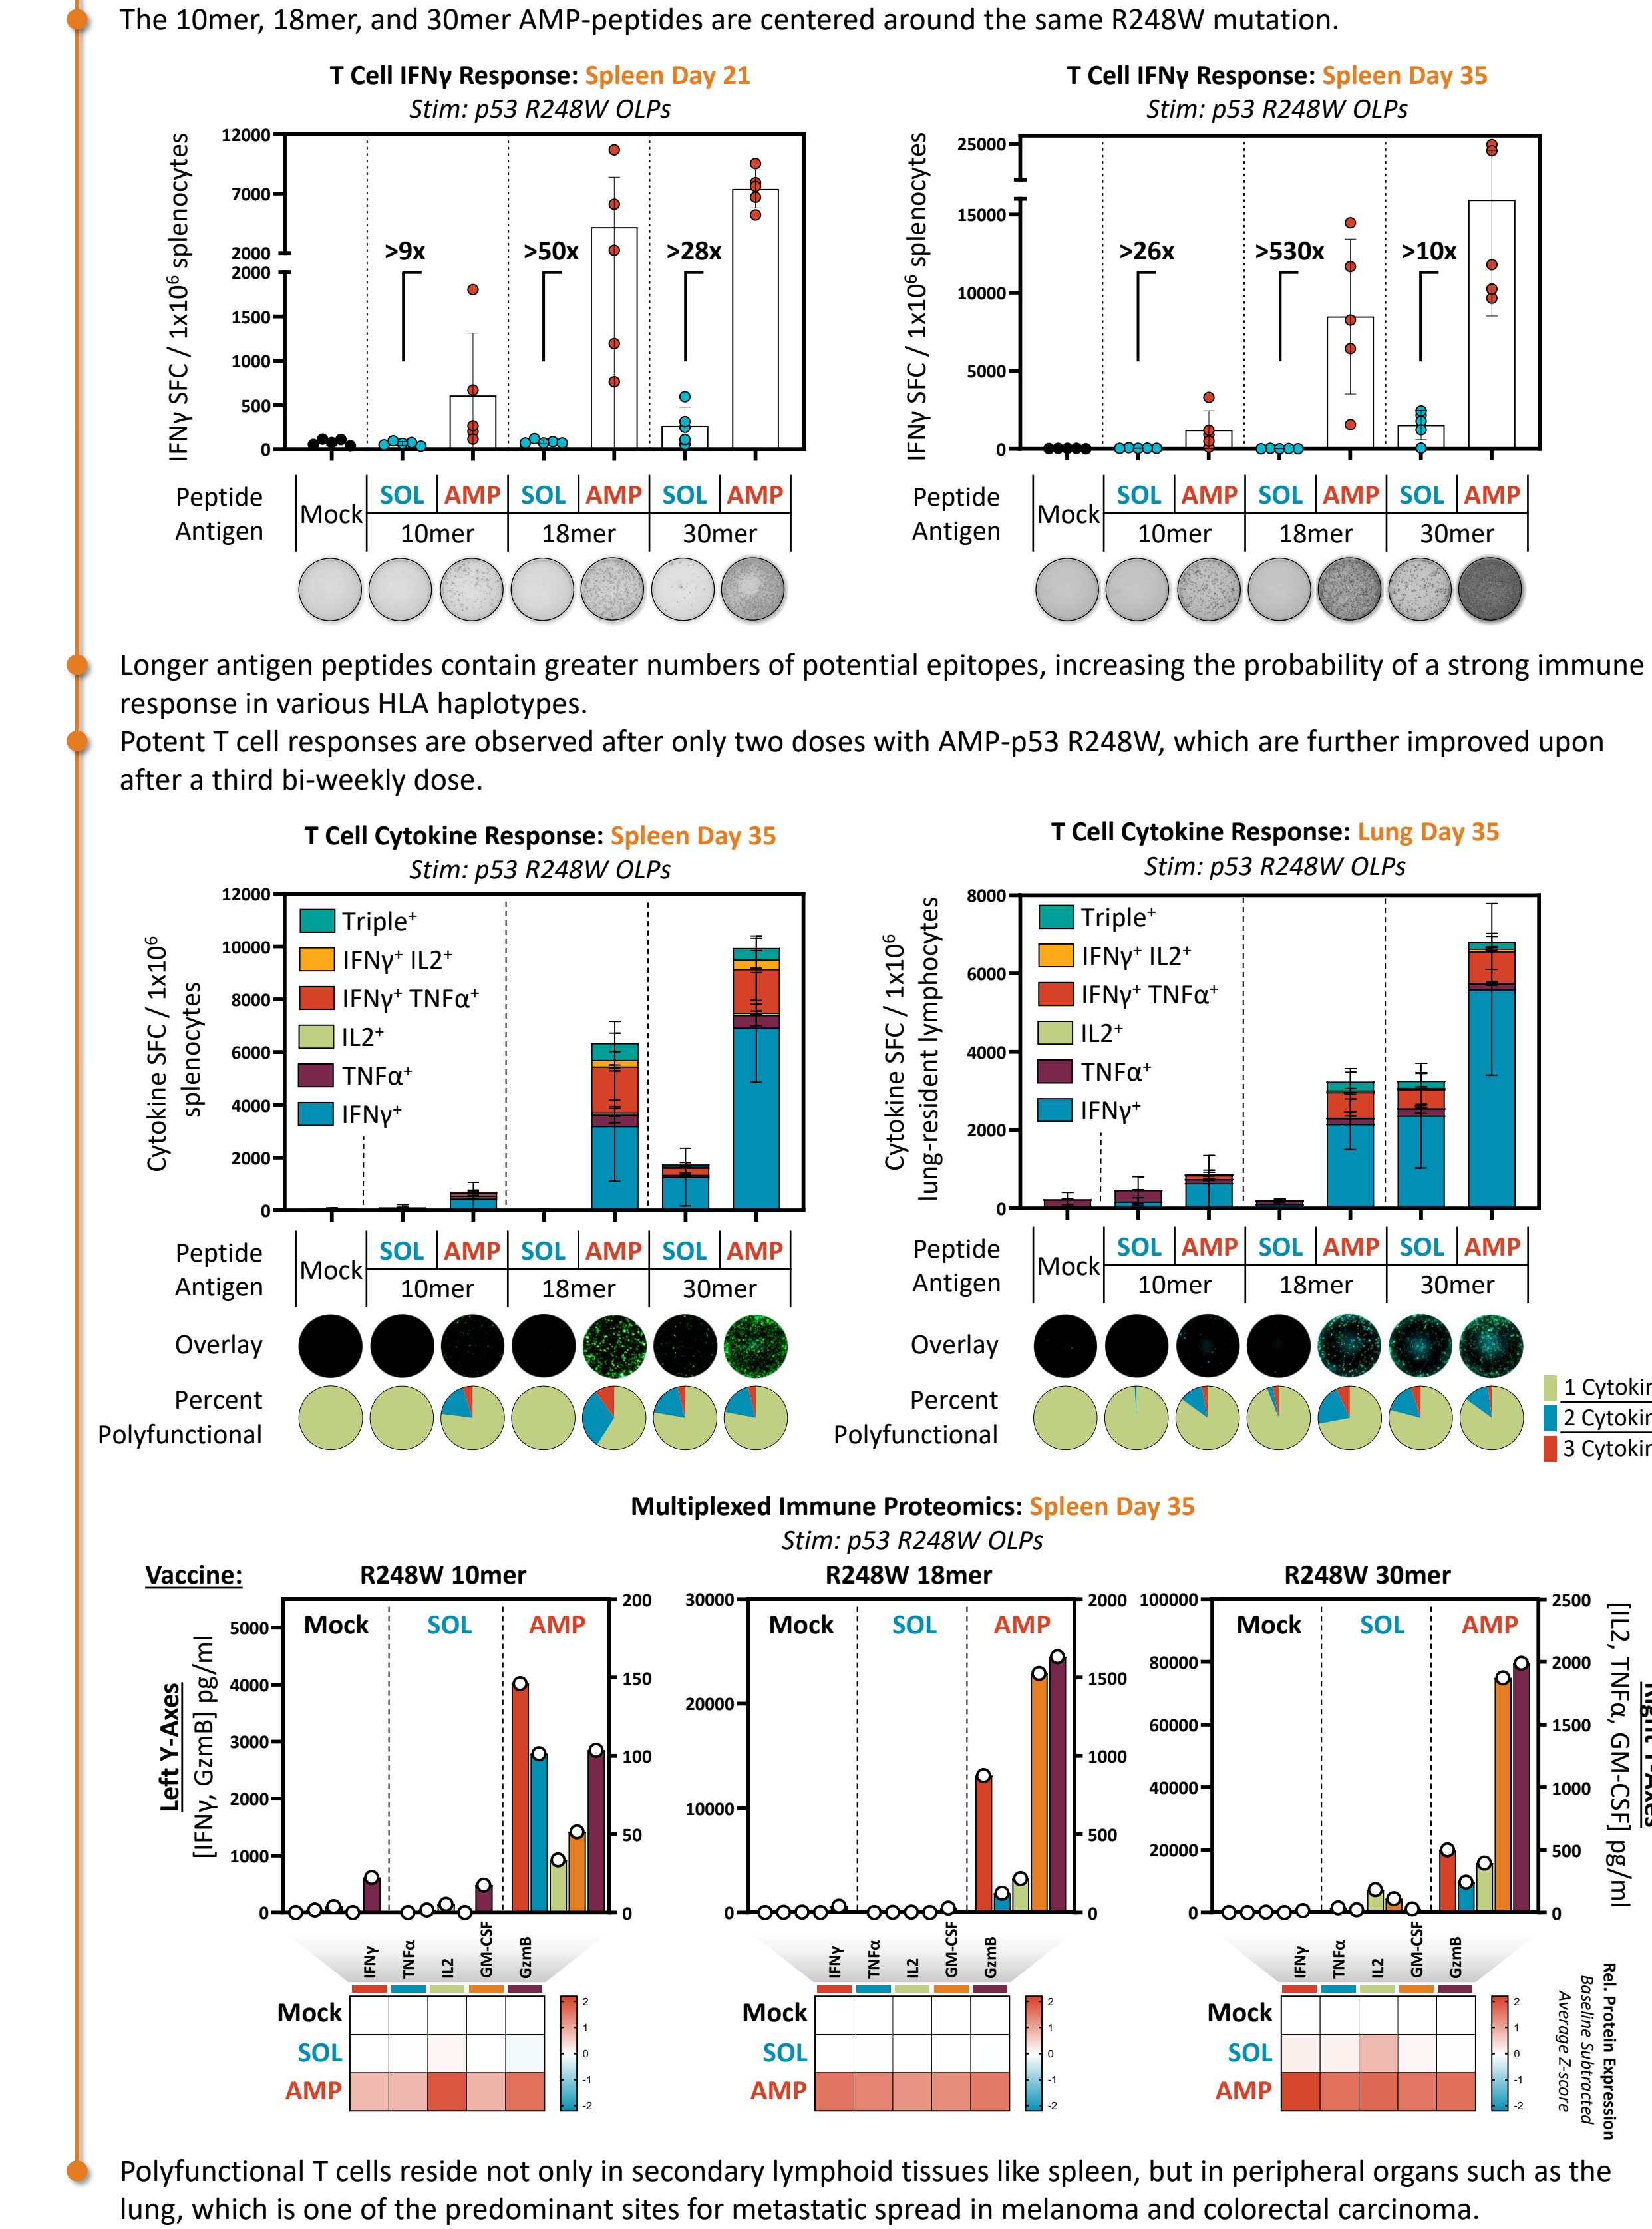 The 10mer, 18mer, and 30mer AMP-peptides are centered around the same R248W mutation.
T Cell IFNγ Response: Spleen Day 21
Stim: p53 R248W OLPs
IFNγ SFC / 1x10⁶ splenocytes
12000
7000
2000
2000
1500
1000
500
0
>9x
>50x
>28x
Peptide Antigen
Mock
SOL AMP SOL AMP SOL AMP
10mer 18mer 30mer
T Cell IFNγ Response: Spleen Day 35
Stim: p53 R248W OLPs
IFNγ SFC / 1x10⁶ splenocytes
25000
15000
10000
5000
0
>26x
>530x
>10x
Peptide Antigen
Mock
SOL AMP SOL AMP SOL AMP
10mer 18mer 30mer
Longer antigen peptides contain greater numbers of potential epitopes, increasing the probability of a strong immune
response in various HLA haplotypes.
Potent T cell responses are observed after only two doses with AMP-p53 R248W, which are further improved upon
after a third bi-weekly dose.
T Cell Cytokine Response: Spleen Day 35
Stim: p53 R248W OLPs
Cytokine SFC / 1x10⁶
splenocytes
12000
10000
8000
6000
4000
2000
0
Triple⁺
IFNγ⁺ IL2⁺
IFNγ⁺ TNFα⁺
IL2⁺
TNFα⁺
IFNγ⁺
Peptide Antigen
Mock
SOL AMP SOL AMP SOL AMP
10mer 18mer 30mer
Overlay
Percent
Polyfunctional
T Cell Cytokine Response: Lung Day 35
Stim: p53 R248W OLPs
Cytokine SFC / 1x10⁶
lung-resident lymphocytes
8000
6000
4000
2000
0
Triple⁺
IFNγ⁺ IL2⁺
IFNγ⁺ TNFα⁺
IL2⁺
TNFα⁺
IFNγ⁺
Peptide Antigen
Mock
SOL AMP SOL AMP SOL AMP
10mer 18mer 30mer
Overlay
Percent
Polyfunctional
1 Cytokin
2 Cytokin
3 Cytokin
Multiplexed Immune Proteomics: Spleen Day 35
Stim: p53 R248W OLPs
Vaccine:
R248W 10mer
R248W 18mer
R248W 30mer
Left Y-Axes
[IFNγ, GzmB] pg/ml
5000
4000
3000
2000
1000
0
Mock SOL AMP
200
150
100
50
0
30000
20000
10000
0
Mock SOL AMP
2000
1500
1000
500
0
100000
80000
60000
40000
20000
0
Mock SOL AMP
2500
2000
1500
1000
500
0
[IL2, TNFα, GM-CSF] pg/ml
Right Y-Axes
IFNγ TNFα IL2 GM-CSF GzmB
Mock
SOL
AMP
2
1
0
-1
-2
IFNγ TNFα IL2 GM-CSF GzmB
Mock
SOL
AMP
2
1
0
-1
-2
IFNγ TNFα IL2 GM-CSF GzmB
Mock
SOL
AMP
2
1
0
-1
-2
Rel. Protein Expression
Baseline Subtracted
Average Z-score
Polyfunctional T cells reside not only in secondary lymphoid tissues like spleen, but in peripheral organs such as the
lung, which is one of the predominant sites for metastatic spread in melanoma and colorectal carcinoma.